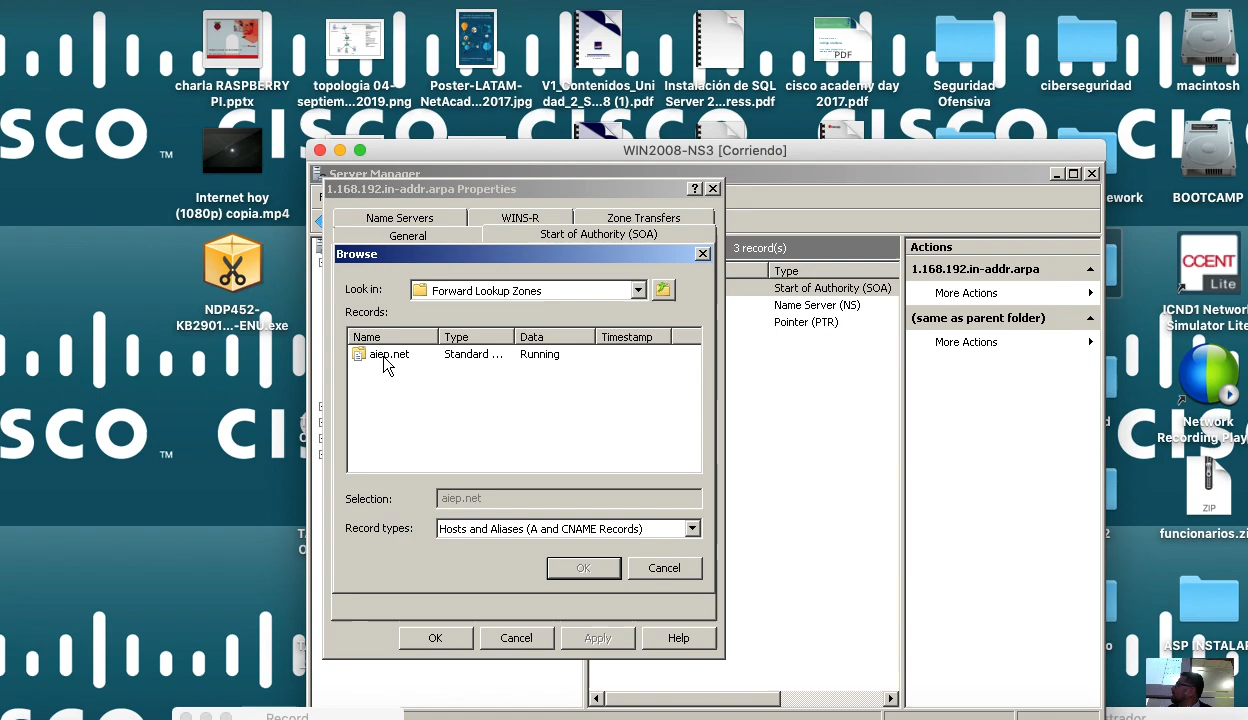 charla RASPBERRY
PI.pptx
topologia 04-
septiem...2019.png
Poster-LATAM-
NetAcad...2017.jpg
V1_Contenidos_Uni
dad_2_S...8 (1).pdf
Instalación de SQL
Server 2...ress.pdf
PDF
cisco academy day
2017.pdf
Seguridad
Ofensiva
ciberseguridad
macintosh
CISCO
CISCO
CISCO
Internet hoy
(1080p) copia.mp4
BOOTCAMP
NDP452-
KB2901...-ENU.exe
CCENT
Lite
ICND1 Network
Simulator Lite
Network
Recording Play
ZIP
funcionarios.zi
ASP INSTALAR
WIN2008-NS3 [Corriendo]
Server Manager
1.168.192.in-addr.arpa Properties
Name Servers
WINS-R
Zone Transfers
General
Start of Authority (SOA)
Browse
Look in:
Forward Lookup Zones
Records:
Name
Type
Data
Timestamp
aiep.net
Standard ...
Running
Selection:
aiep.net
Record types:
Hosts and Aliases (A and CNAME Records)
OK
Cancel
OK
Cancel
Apply
Help
3 record(s)
Type
Start of Authority (SOA)
Name Server (NS)
Pointer (PTR)
Actions
1.168.192.in-addr.arpa
More Actions
(same as parent folder)
More Actions